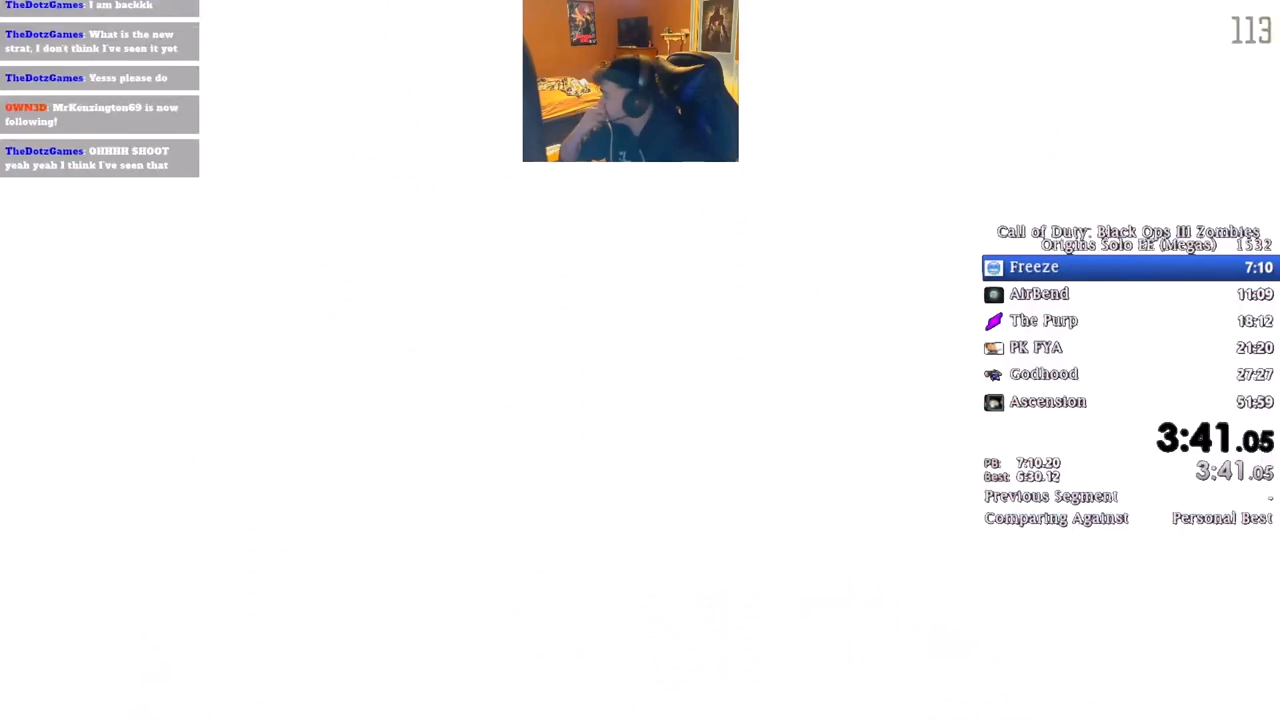 TheDotzGames: I am backkk
TheDotzGames: What is the new
strat, I don't think I've seen it yet
TheDotzGames: Yesss please do
OWN3D: MrKenzington69 is now
following!
TheDotzGames: OHHHH SHOOT
yeah yeah I think I've seen that
113
Call of Duty: Black Ops III Zombies
Origins Solo EE (Megas) 1532
Freeze 7:10
AirBend 11:09
The Purp 18:12
PK FYA 21:20
Godhood 27:27
Ascension 51:59
3:41.05
PB: 7:10.20
Best: 6:30.12
3:41.05
Previous Segment -
Comparing Against Personal Best